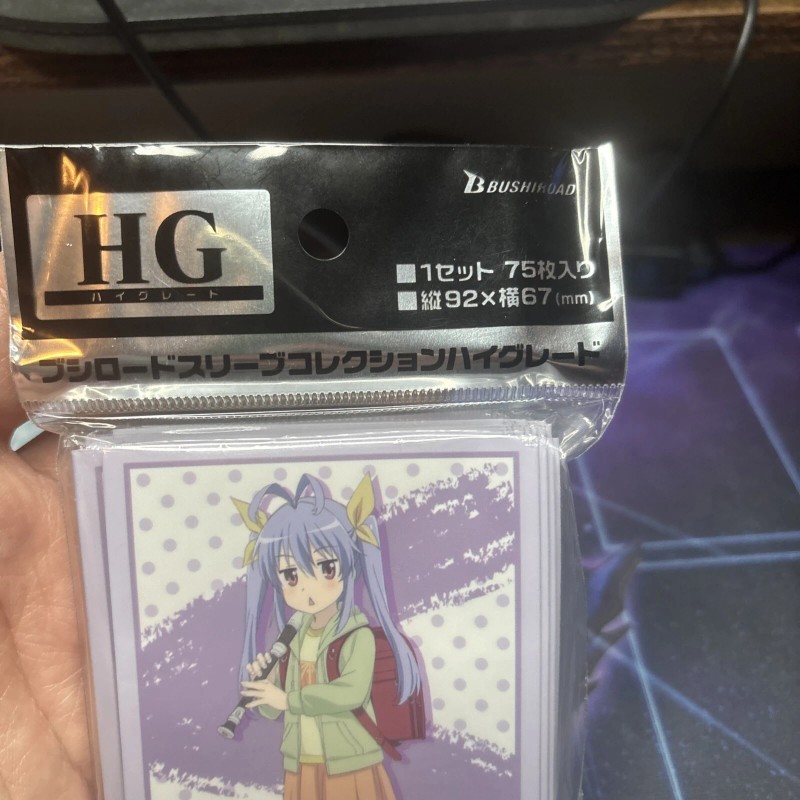 BUSHIROAD
HG
ハイグレート
■1セット 75枚入り
■縦92×横67(mm)
ブシロードスリーブコレクションハイグレード